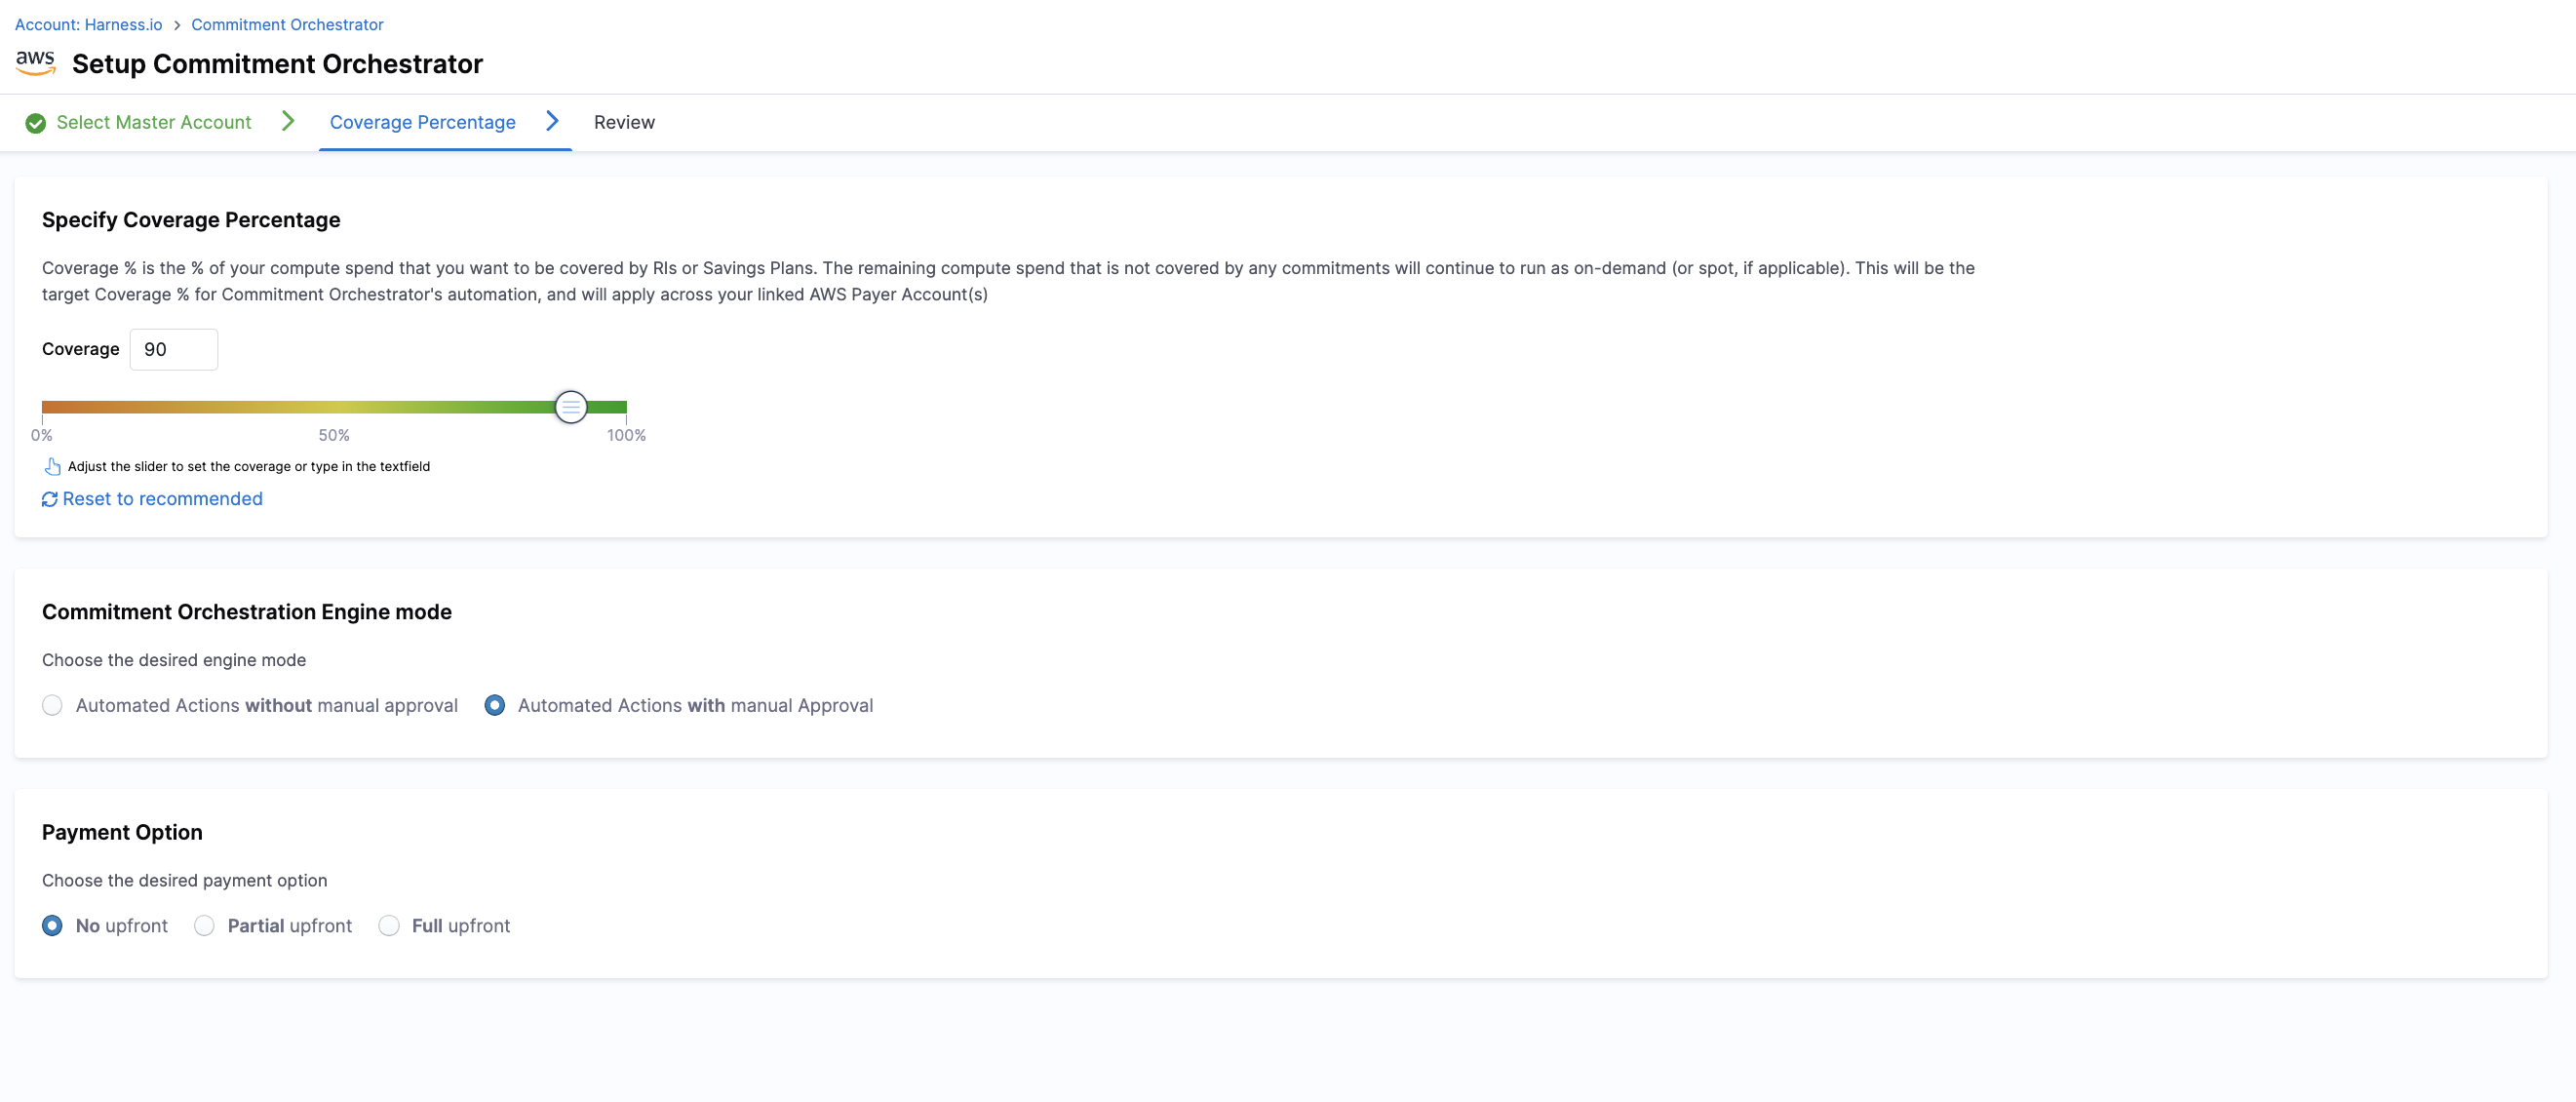 Account: Harness.io > Commitment Orchestrator
aws Setup Commitment Orchestrator
Select Master Account Coverage Percentage Review
Specify Coverage Percentage
Coverage % is the % of your compute spend that you want to be covered by RIs or Savings Plans. The remaining compute spend that is not covered by any commitments will continue to run as on-demand (or spot, if applicable). This will be the
target Coverage % for Commitment Orchestrator's automation, and will apply across your linked AWS Payer Account(s)
Coverage 90
0% 50% 100%
Adjust the slider to set the coverage or type in the textfield
Reset to recommended
Commitment Orchestration Engine mode
Choose the desired engine mode
Automated Actions without manual approval Automated Actions with manual Approval
Payment Option
Choose the desired payment option
No upfront Partial upfront Full upfront